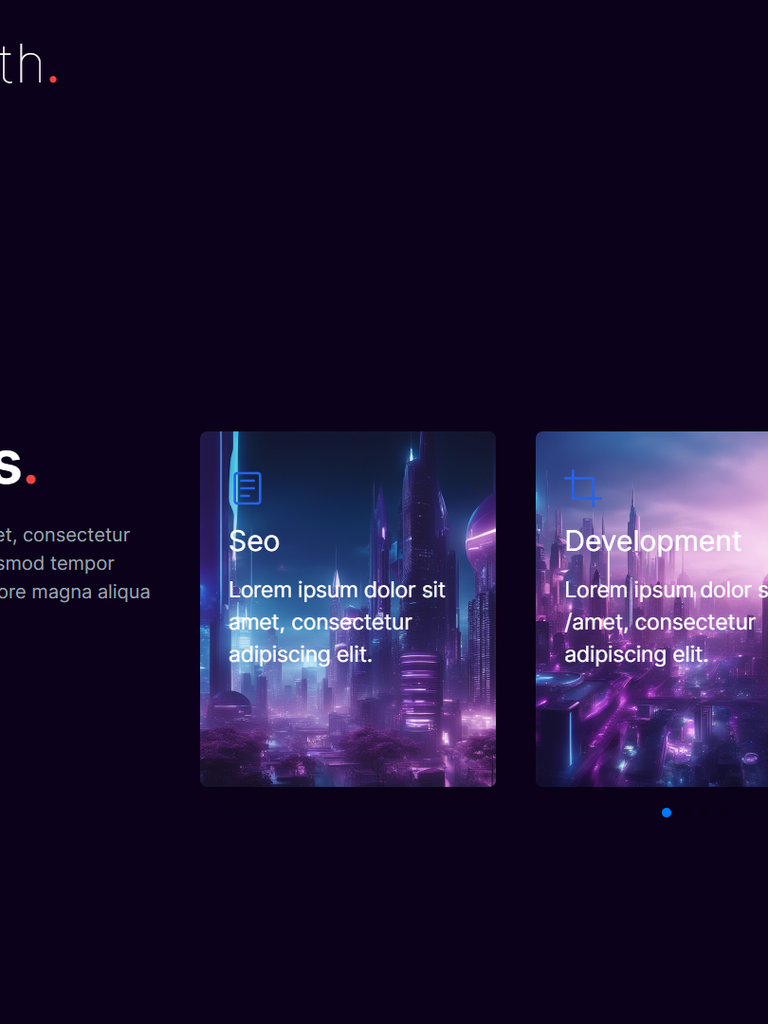 th.
s.
et, consectetur
smod tempor
ore magna aliqua
Seo
Lorem ipsum dolor sit
amet, consectetur
adipiscing elit.
Development
Lorem ipsum dolor s
/amet, consectetur
adipiscing elit.